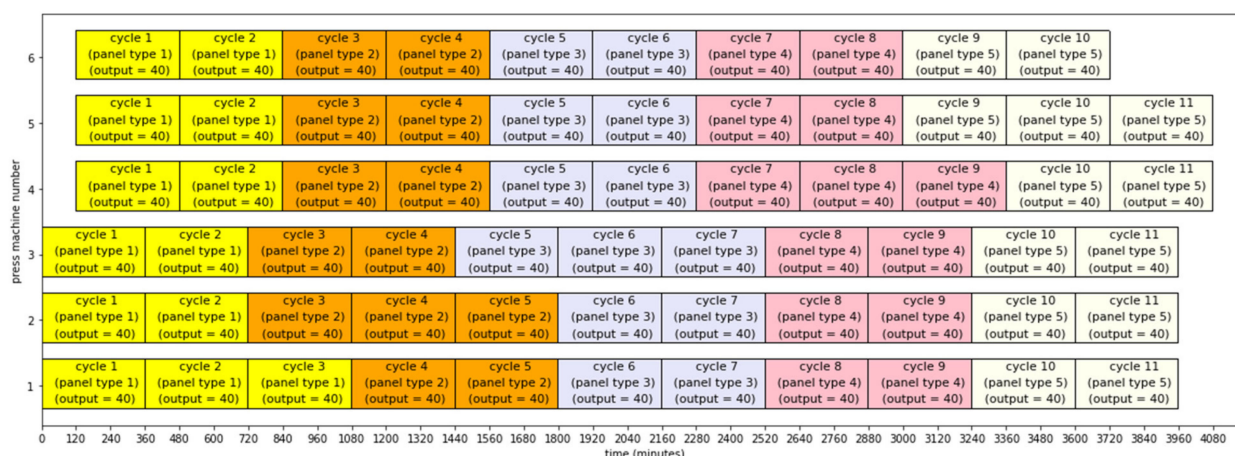 cycle 1 cycle 2 cycle 3 cycle 4 cycle 5 cycle 6 cycle 7 cycle 8 cycle 9 cycle 10
(panel type 1) (panel type 1) (panel type 2) (panel type 2) (panel type 3) (panel type 3) (panel type 4) (panel type 4) (panel type 5) (panel type 5)
6
(output = 40) (output = 40) (output = 40) (output = 40) (output = 40) (output = 40) (output = 40) (output = 40) (output = 40) (output = 40)
cycle 1 cycle 2 cycle 3 cycle 4 cycle 5 cycle 6 cycle 7 cycle 8 cycle 9 cycle 10 cycle 11
(panel type 1) (panel type 1) (panel type 2) (panel type 2) (panel type 3) (panel type 3) (panel type 4) (panel type 4) (panel type 5) (panel type 5) (panel type 5)
5
(output = 40) (output = 40) (output = 40) (output = 40) (output = 40) (output = 40) (output = 40) (output = 40) (output = 40) (output = 40) (output = 40)
cycle 1 cycle 2 cycle 3 cycle 4 cycle 5 cycle 6 cycle 7 cycle 8 cycle 9 cycle 10 cycle 11
(panel type 1) (panel type 1) (panel type 2) (panel type 2) (panel type 3) (panel type 3) (panel type 4) (panel type 4) (panel type 4) (panel type 5) (panel type 5)
4
(output = 40) (output = 40) (output = 40) (output = 40) (output = 40) (output = 40) (output = 40) (output = 40) (output = 40) (output = 40) (output = 40)
press machine number
cycle 1 cycle 2 cycle 3 cycle 4 cycle 5 cycle 6 cycle 7 cycle 8 cycle 9 cycle 10 cycle 11
(panel type 1) (panel type 1) (panel type 2) (panel type 2) (panel type 3) (panel type 3) (panel type 3) (panel type 4) (panel type 4) (panel type 5) (panel type 5)
3
(output = 40) (output = 40) (output = 40) (output = 40) (output = 40) (output = 40) (output = 40) (output = 40) (output = 40) (output = 40) (output = 40)
cycle 1 cycle 2 cycle 3 cycle 4 cycle 5 cycle 6 cycle 7 cycle 8 cycle 9 cycle 10 cycle 11
(panel type 1) (panel type 1) (panel type 2) (panel type 2) (panel type 2) (panel type 3) (panel type 3) (panel type 4) (panel type 4) (panel type 5) (panel type 5)
2
(output = 40) (output = 40) (output = 40) (output = 40) (output = 40) (output = 40) (output = 40) (output = 40) (output = 40) (output = 40) (output = 40)
cycle 1 cycle 2 cycle 3 cycle 4 cycle 5 cycle 6 cycle 7 cycle 8 cycle 9 cycle 10 cycle 11
(panel type 1) (panel type 1) (panel type 1) (panel type 2) (panel type 2) (panel type 3) (panel type 3) (panel type 4) (panel type 4) (panel type 5) (panel type 5)
1
(output = 40) (output = 40) (output = 40) (output = 40) (output = 40) (output = 40) (output = 40) (output = 40) (output = 40) (output = 40) (output = 40)
0 120 240 360 480 600 720 840 960 1080 1200 1320 1440 1560 1680 1800 1920 2040 2160 2280 2400 2520 2640 2760 2880 3000 3120 3240 3360 3480 3600 3720 3840 3960 4080
time (minutes)